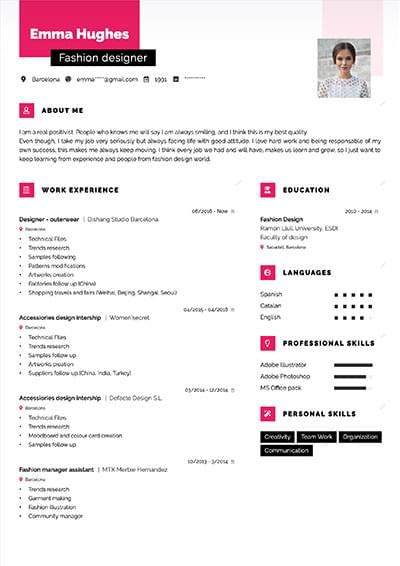 Emma Hughes
Fashion designer
Barcelona emma****@gmail.com 1991 **********
ABOUT ME
I am a real positivist. People who knows me will say I am always smiling, and I think this is my best quality.
Even though, I take my job very seriously but always facing life with good attitude. I love hard work and being responsable of my
own success, this makes me always keep moving. I think every job we had and will have, makes us learn and grow, so I just want to
keep learning from experience and people from fashion design world.
WORK EXPERIENCE
06/2018 - Now
Designer - outerwear | Dishang Studio Barcelona
Barcelona
• Technical Files
• Trends research
• Samples following
• Patterns modifications
• Artworks creation
• Factories follow up (China)
• Shopping travels and fairs (Weihai, Beijing, Shangai, Seoul)
04/2015 - 04/2018
Accessories design intership | Women'secret
Barcelona
• Technical Files
• Trends research
• Samples follow up
• Artworks creation
• Suppliers follow up (China, India, Turkey)
03/2014 - 12/2014
Accessories design intership | Defacto Design S.L.
Barcelona
• Technical Files
• Trends research
• Moodboard and colour card creation
• Samples follow up
10/2013 - 3/2014
Fashion manager assistant | MTX Mertxe Hernandez
Barcelona
• Trends research
• Garment making
• Fashion illustration
• Community manager
EDUCATION
2010 - 2014
Fashion Design
Ramón LLull University, ESDI
Faculty of design
Sabadell, Barcelona
LANGUAGES
Spanish
Catalan
English
PROFESSIONAL SKILLS
Adobe Illustrator
Adobe Photoshop
MS Office pack
PERSONAL SKILLS
Creativity Team Work Organization
Communication